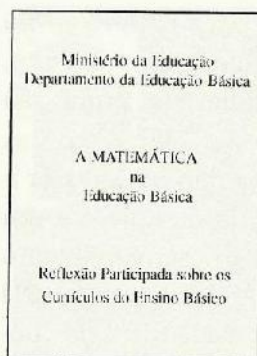 Ministério da Educação
Departamento da Educação Básica
A MATEMÁTICA
na
Educação Básica
Reflexão Participada sobre os
Currículos do Ensino Básico